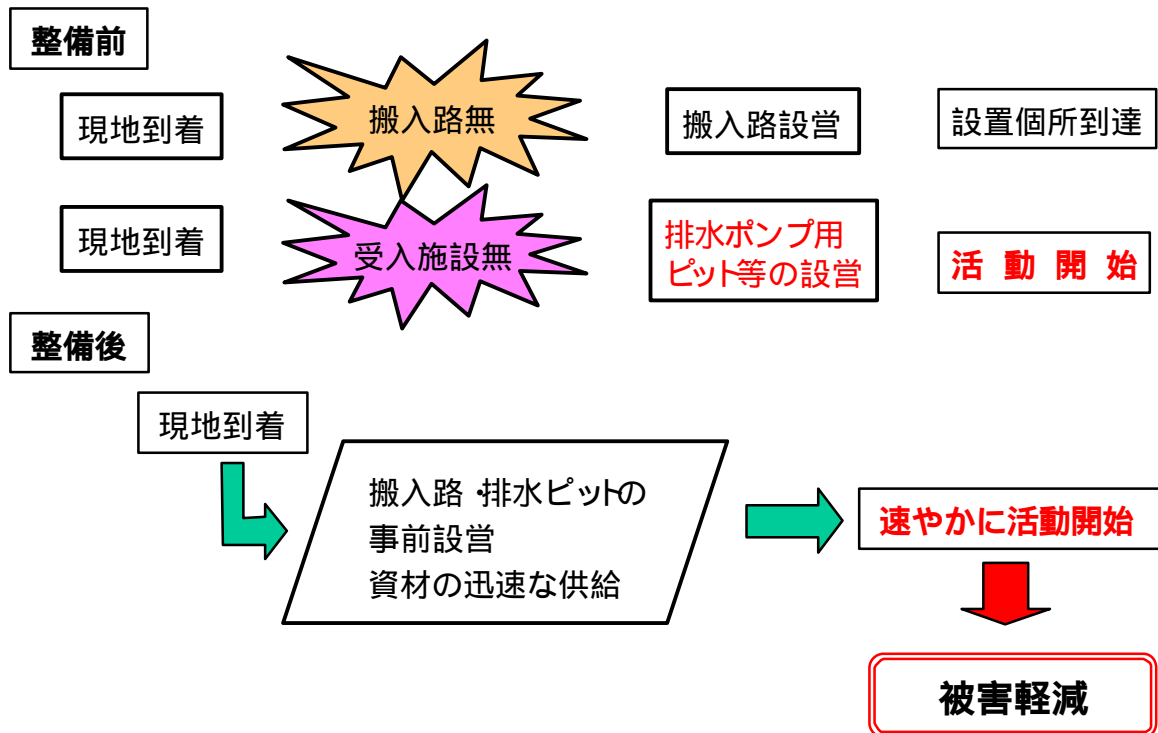 整備前
現地到着
搬入路無
搬入路設営
設置個所到達
現地到着
受入施設無
排水ポンプ用
ピット等の設営
活動開始
整備後
現地到着
搬入路・排水ピットの
事前設営
資材の迅速な供給
速やかに活動開始
被害軽減